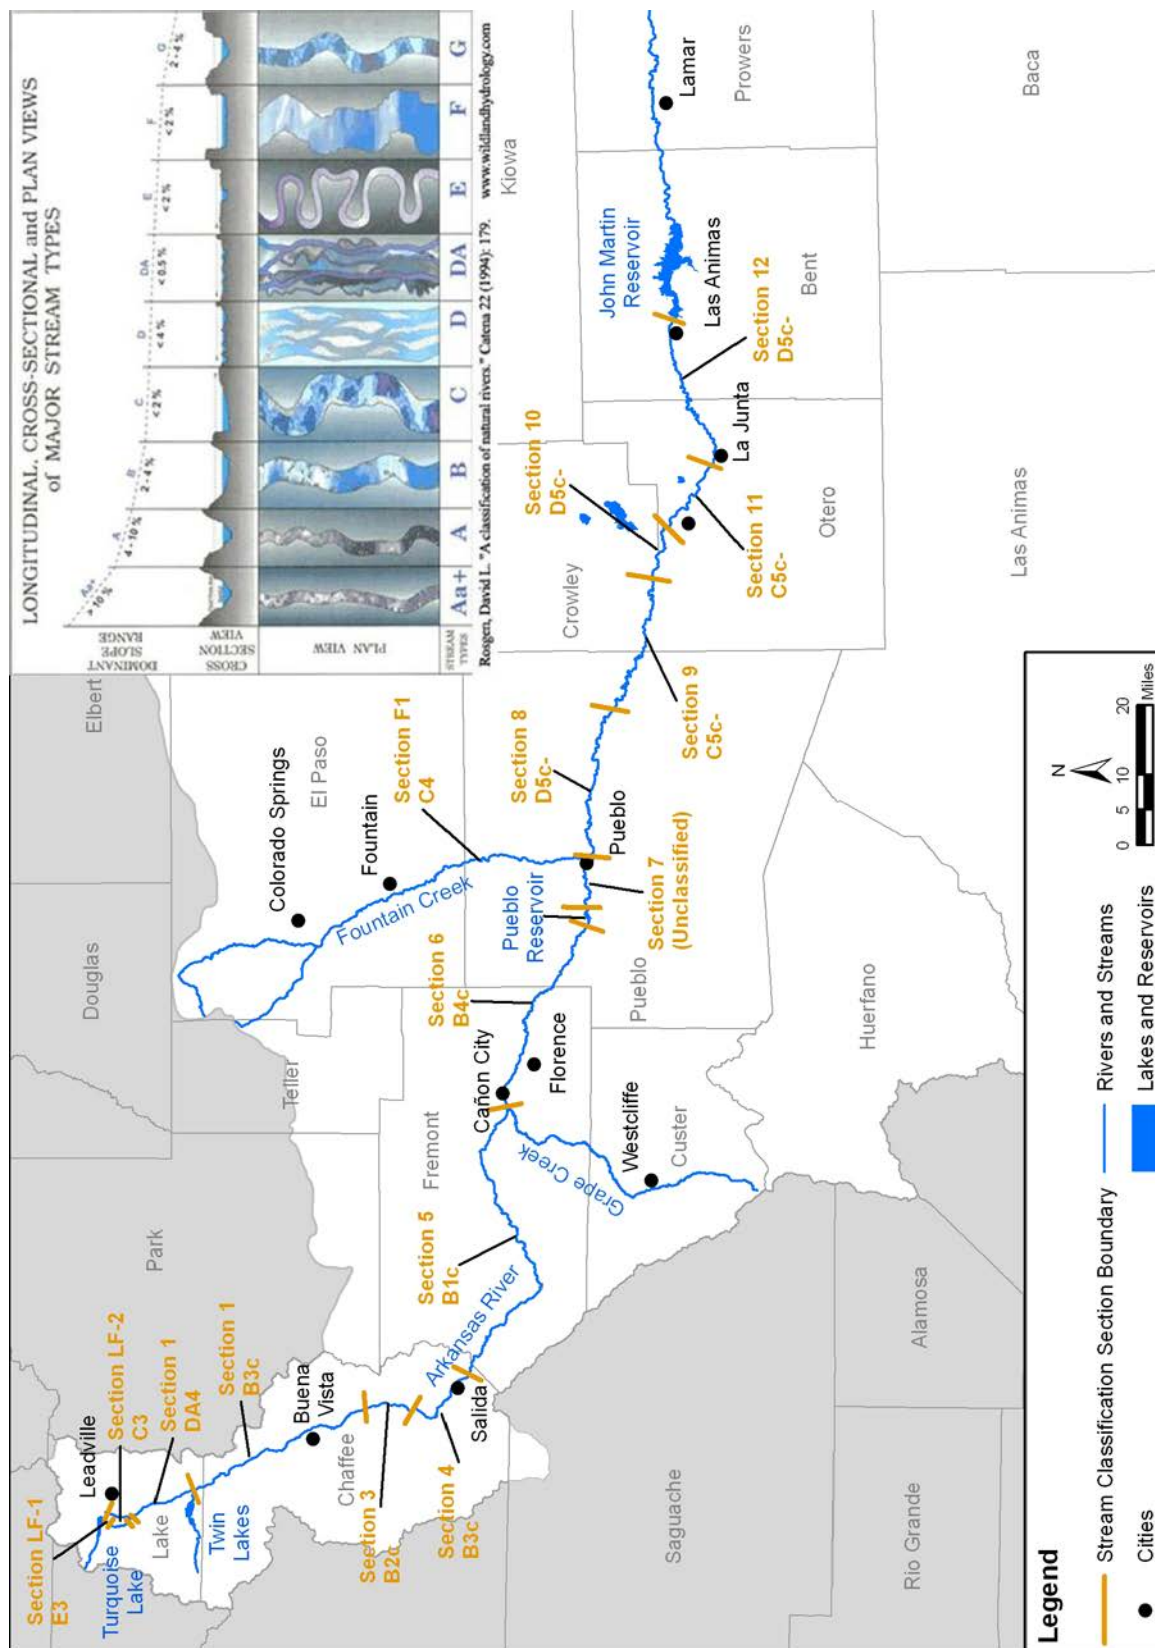 LONGITUDINAL, CROSS-SECTIONAL and PLAN VIEWS
of MAJOR STREAM TYPES
DOMINANT
SLOPE
RANGE
Aa+
> 10 %
A
4 - 10 %
B
2 - 4 %
C
< 2 %
D
< 4 %
DA
< 0.5 %
E
< 2 %
F
< 2 %
G
2 - 4 %
CROSS
SECTION
VIEW
PLAN VIEW
STREAM
TYPES
Aa+ A B C D DA E F G
Rosgen, David L. "A classification of natural rivers." Catena 22 (1994): 179. www.wildlandhydrology.com
Section LF-1
E3
Turquoise
Lake
Leadville
Section LF-2
C3
Section 1
DA4
Lake
Twin
Lakes
Section 1
B3c
Park
Buena
Vista
Chaffee
Section 3
B2c
Section 4
B3c
Salida
Arkansas River
Section 5
B1c
Fremont
Saguache
Rio Grande
Alamosa
Grape Creek
Westcliffe
Custer
Cañon City
Florence
Section 6
B4c
Teller
Douglas
Elbert
Colorado Springs
El Paso
Fountain
Fountain Creek
Section F1
C4
Pueblo
Reservoir
Pueblo
Section 7
(Unclassified)
Pueblo
Huerfano
Section 8
D5c-
Section 9
C5c-
Crowley
Section 10
D5c-
Section 11
C5c-
Otero
La Junta
Las Animas
Section 12
D5c-
Las Animas
John Martin
Reservoir
Bent
Kiowa
Lamar
Prowers
Baca
N
0 5 10 20
Miles
Legend
Stream Classification Section Boundary
Rivers and Streams
Cities
Lakes and Reservoirs